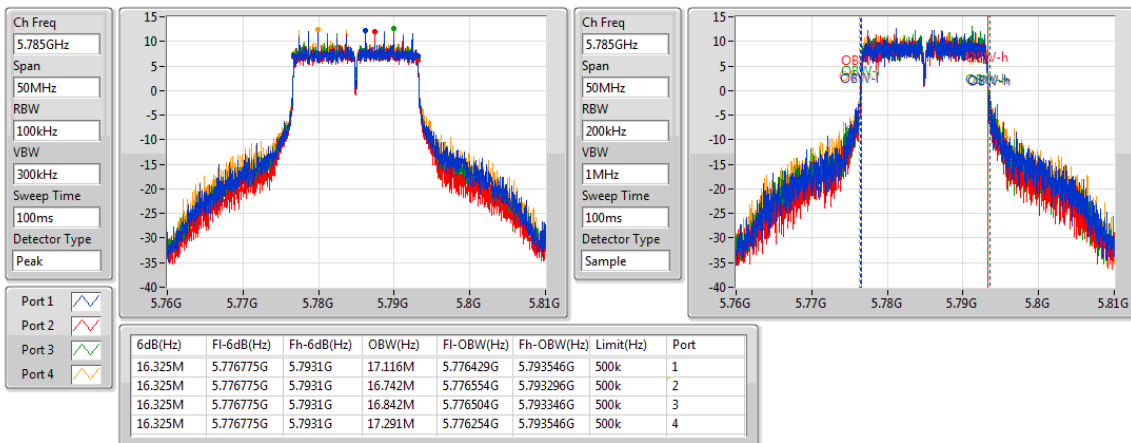 Ch Freq
5.785GHz
Span
50MHz
RBW
100kHz
VBW
300kHz
Sweep Time
100ms
Detector Type
Peak
15
10
5
0
-5
-10
-15
-20
-25
-30
-35
5.76G 5.77G 5.78G 5.79G 5.8G 5.81G
Ch Freq
5.785GHz
Span
50MHz
RBW
200kHz
VBW
1MHz
Sweep Time
100ms
Detector Type
Sample
15
10
5
0
-5
-10
-15
-20
-25
-30
-35
-40
OBW-h
OBW-l
OBW-h
5.76G 5.77G 5.78G 5.79G 5.8G 5.81G
Port 1
Port 2
Port 3
Port 4
6dB(Hz) Fl-6dB(Hz) Fh-6dB(Hz) OBW(Hz) Fl-OBW(Hz) Fh-OBW(Hz) Limit(Hz) Port
16.325M 5.776775G 5.7931G 17.116M 5.776429G 5.793546G 500k 1
16.325M 5.776775G 5.7931G 16.742M 5.776554G 5.793296G 500k 2
16.325M 5.776775G 5.7931G 16.842M 5.776504G 5.793346G 500k 3
16.325M 5.776775G 5.7931G 17.291M 5.776254G 5.793546G 500k 4